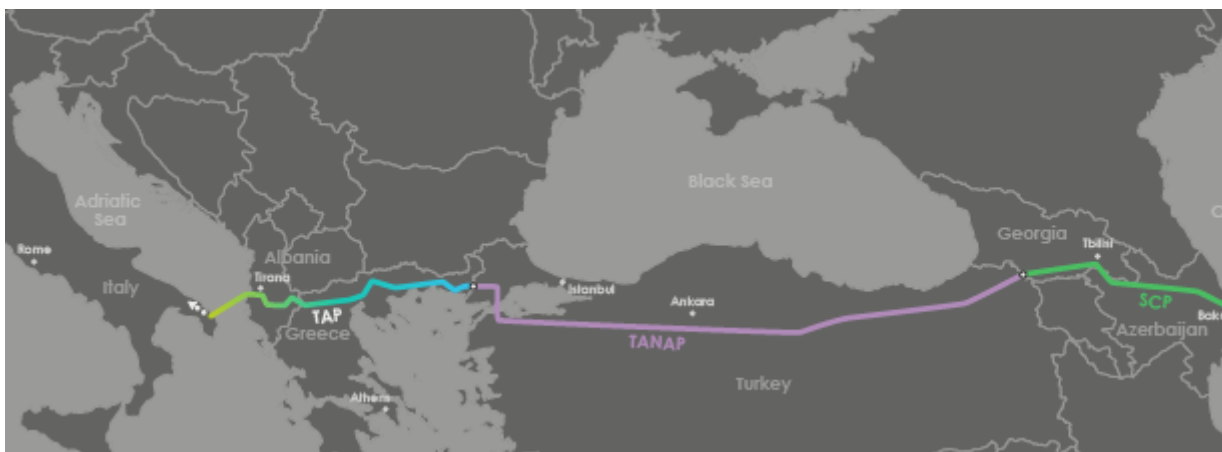 Adriatic
Sea
Rome
Italy
Albania
Tirana
TAP
Greece
Athens
Black Sea
Istanbul
Ankara
TANAP
Turkey
Georgia
Tbilisi
SCP
Azerbaijan
Baku
C